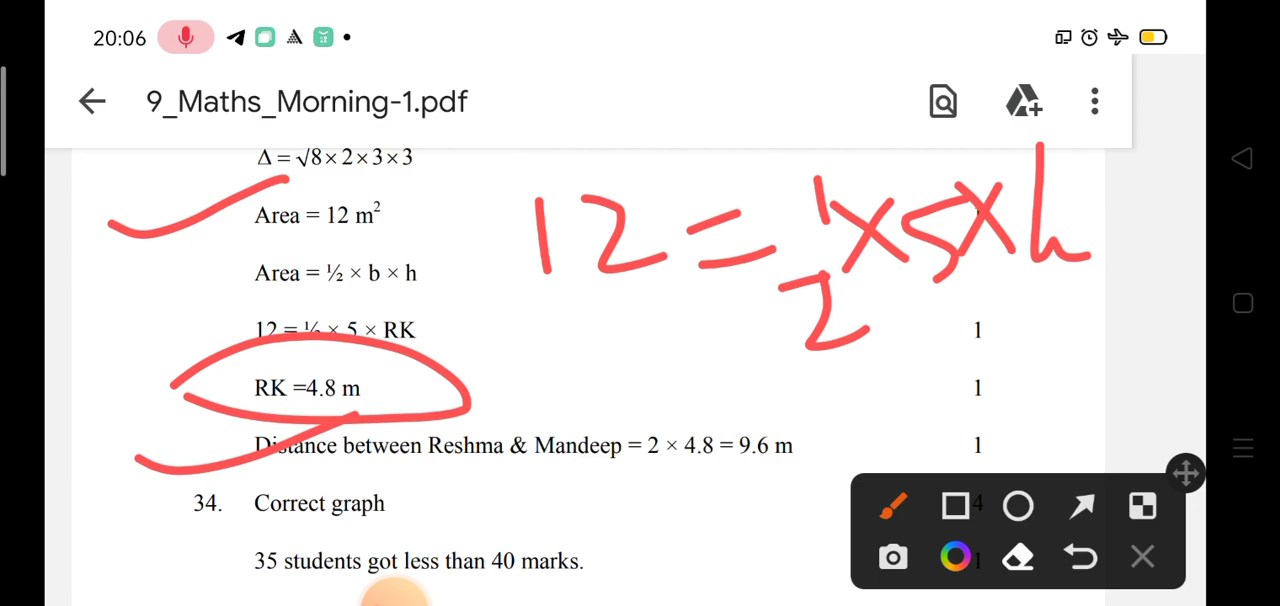 20:06
9_Maths_Morning-1.pdf
Δ = √8 × 2 × 3 × 3
Area = 12 m²
Area = ½ × b × h
12 = 1/2 × 5 × h
12 = ½ × 5 × RK 1
RK =4.8 m 1
Distance between Reshma & Mandeep = 2 × 4.8 = 9.6 m 1
34. Correct graph 4
35 students got less than 40 marks. 1